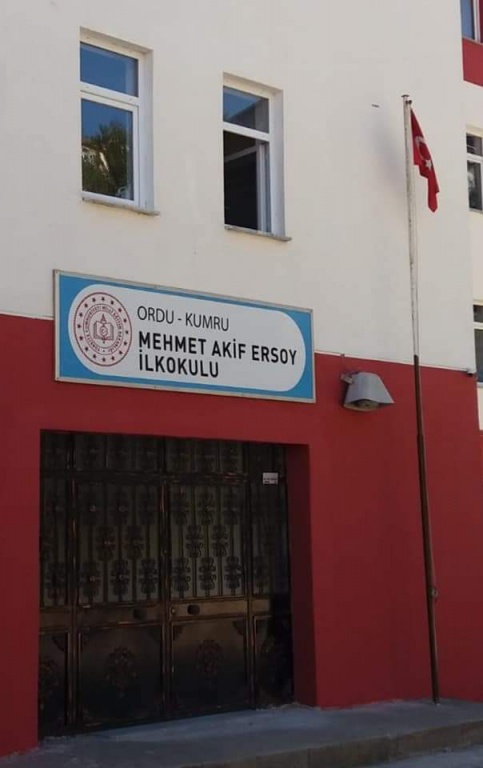 ORDU - KUMRU
MEHMET AKİF ERSOY
İLKOKULU